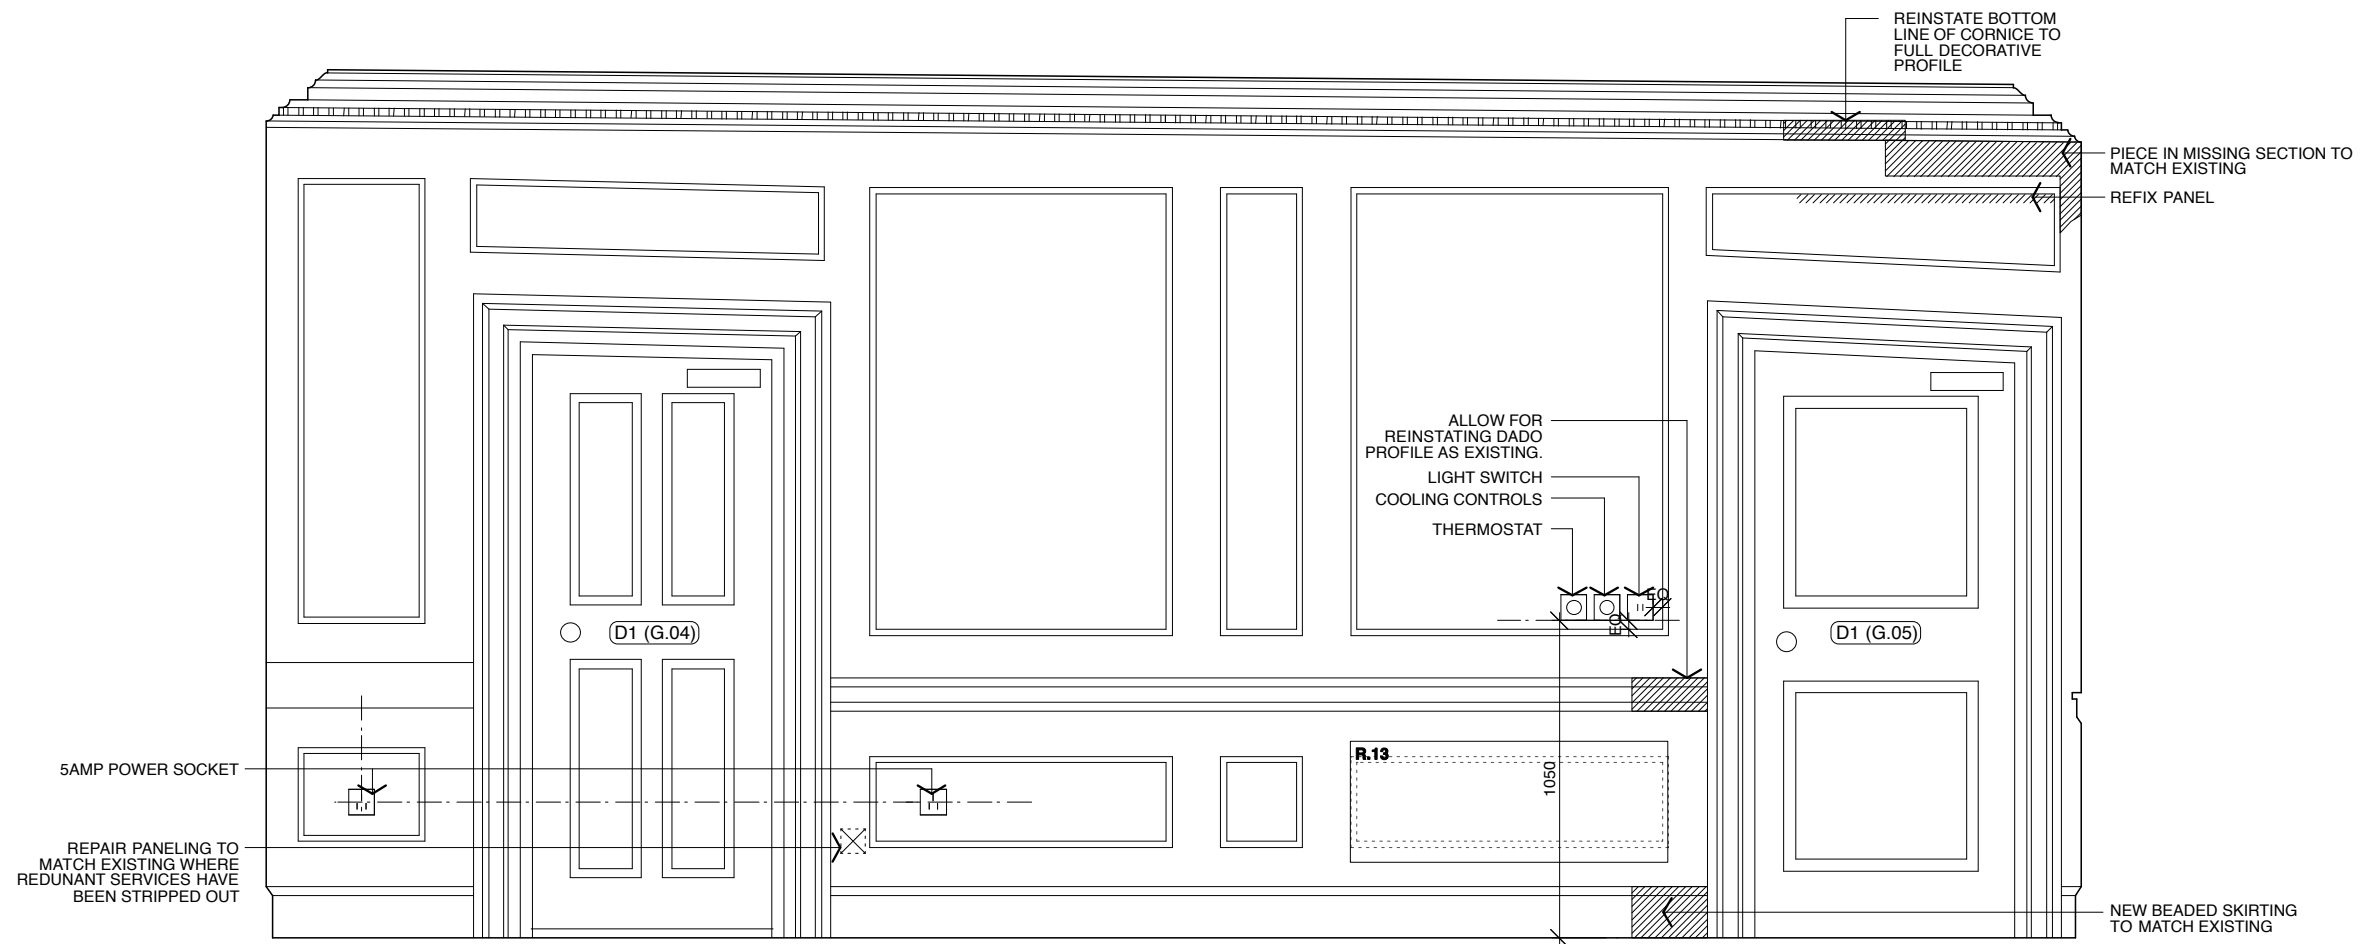 REINSTATE BOTTOM
LINE OF CORNICE TO
FULL DECORATIVE
PROFILE
PIECE IN MISSING SECTION TO
MATCH EXISTING
REFIX PANEL
ALLOW FOR
REINSTATING DADO
PROFILE AS EXISTING.
LIGHT SWITCH
COOLING CONTROLS
THERMOSTAT
EQ
EQ
D1 (G.04)
D1 (G.05)
R.13
1050
5AMP POWER SOCKET
REPAIR PANELING TO
MATCH EXISTING WHERE
REDUNANT SERVICES HAVE
BEEN STRIPPED OUT
NEW BEADED SKIRTING
TO MATCH EXISTING